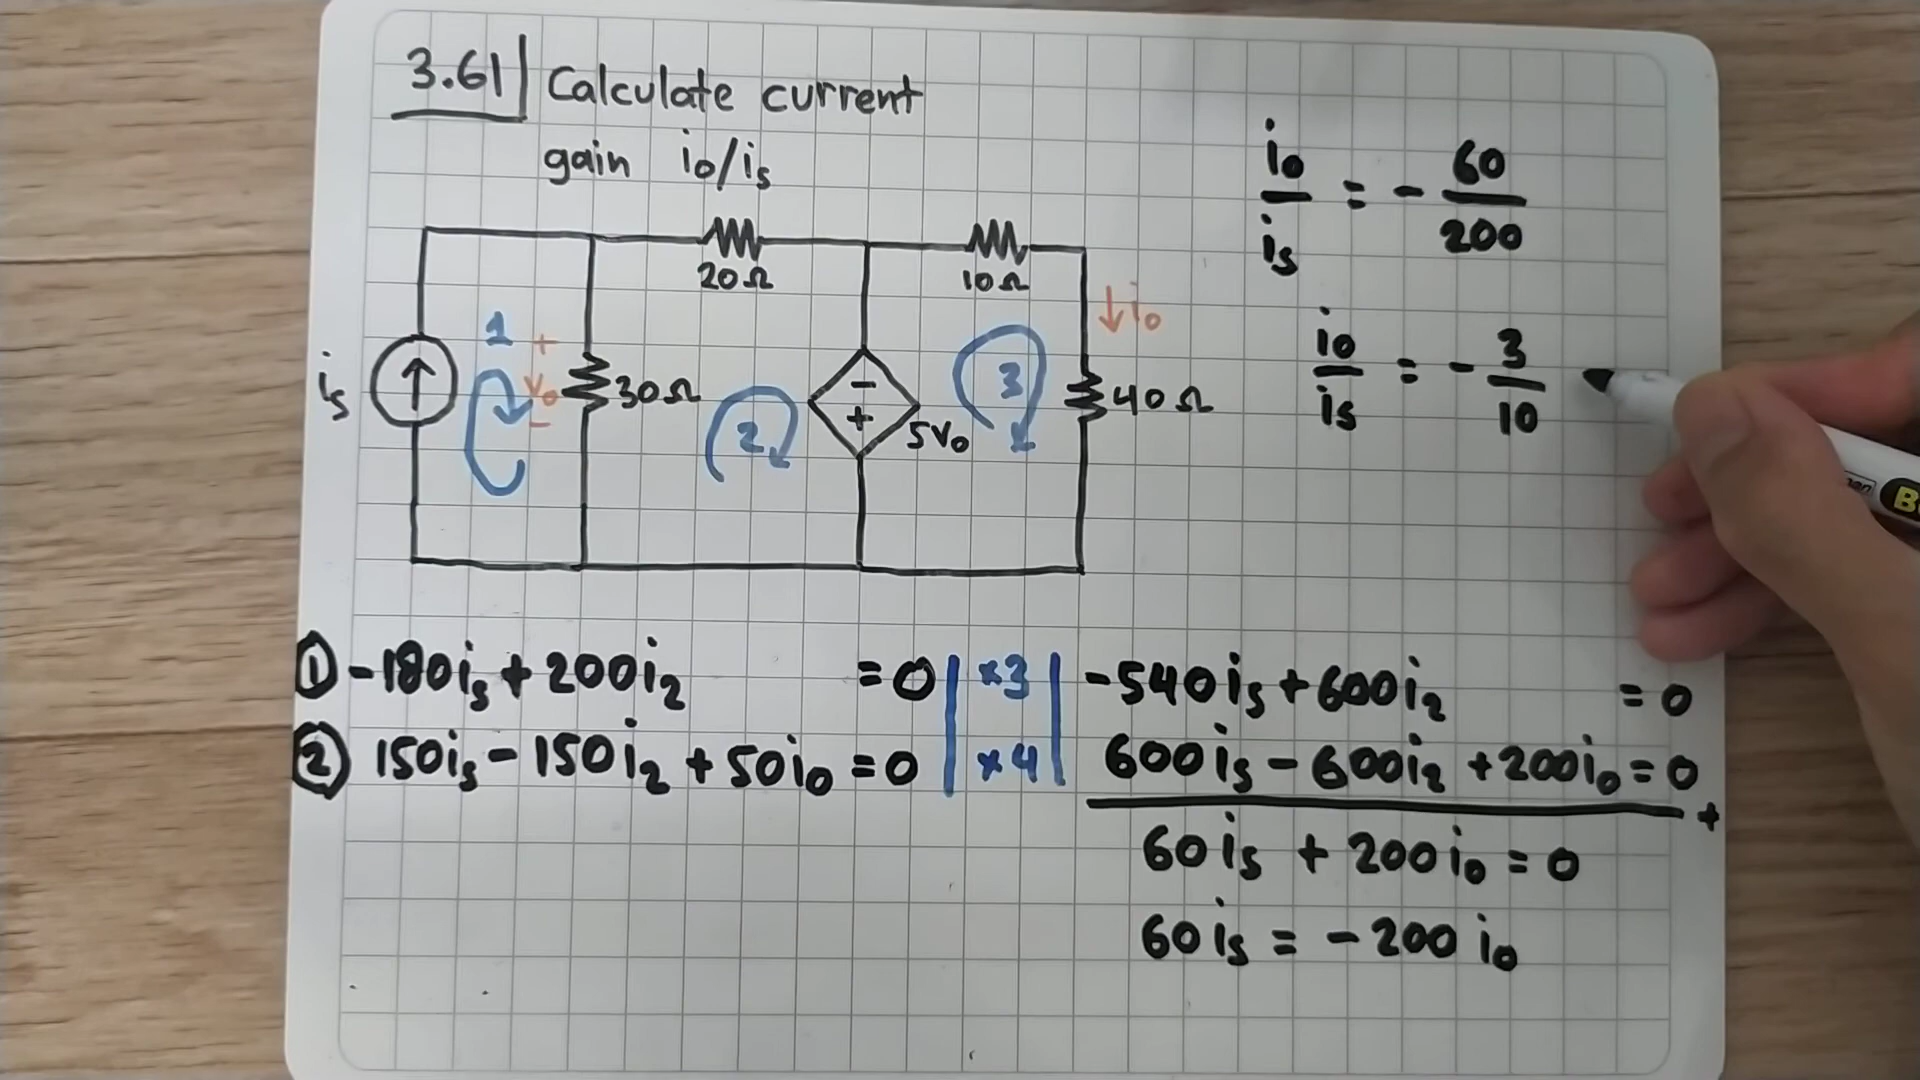 3.61 Calculate current
gain io/is
io/is = - 60/200
io/is = - 3/10
20Ω
10Ω
↓io
is
1
+
vo
-
30Ω
2
-
+
5vo
3
40Ω
① -180is + 200i2 = 0 | ×3 | -540is + 600i2 = 0
② 150is - 150i2 + 50io = 0 | ×4 | 600is - 600i2 + 200io = 0
+
60is + 200io = 0
60is = -200io